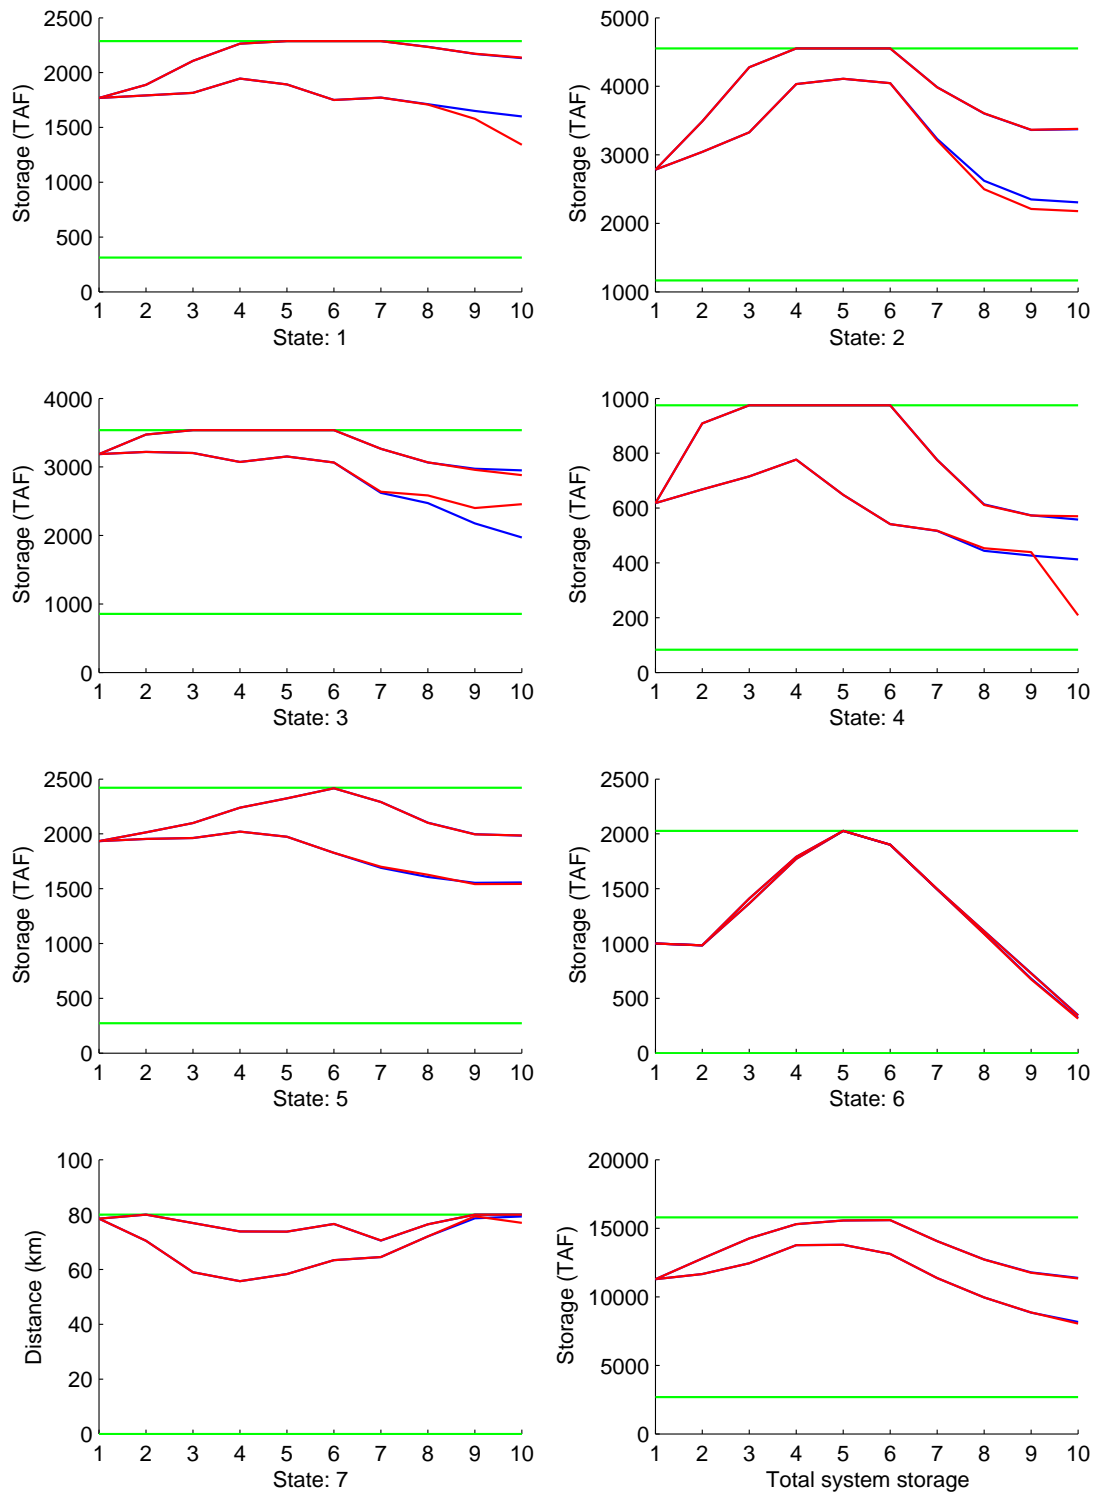 2500
2000
1500
1000
500
0
Storage (TAF)
1 2 3 4 5 6 7 8 9 10
State: 1
5000
4000
3000
2000
1000
Storage (TAF)
1 2 3 4 5 6 7 8 9 10
State: 2
4000
3000
2000
1000
0
Storage (TAF)
1 2 3 4 5 6 7 8 9 10
State: 3
1000
800
600
400
200
0
Storage (TAF)
1 2 3 4 5 6 7 8 9 10
State: 4
2500
2000
1500
1000
500
0
Storage (TAF)
1 2 3 4 5 6 7 8 9 10
State: 5
2500
2000
1500
1000
500
0
Storage (TAF)
1 2 3 4 5 6 7 8 9 10
State: 6
100
80
60
40
20
0
Distance (km)
1 2 3 4 5 6 7 8 9 10
State: 7
20000
15000
10000
5000
0
Storage (TAF)
1 2 3 4 5 6 7 8 9 10
Total system storage